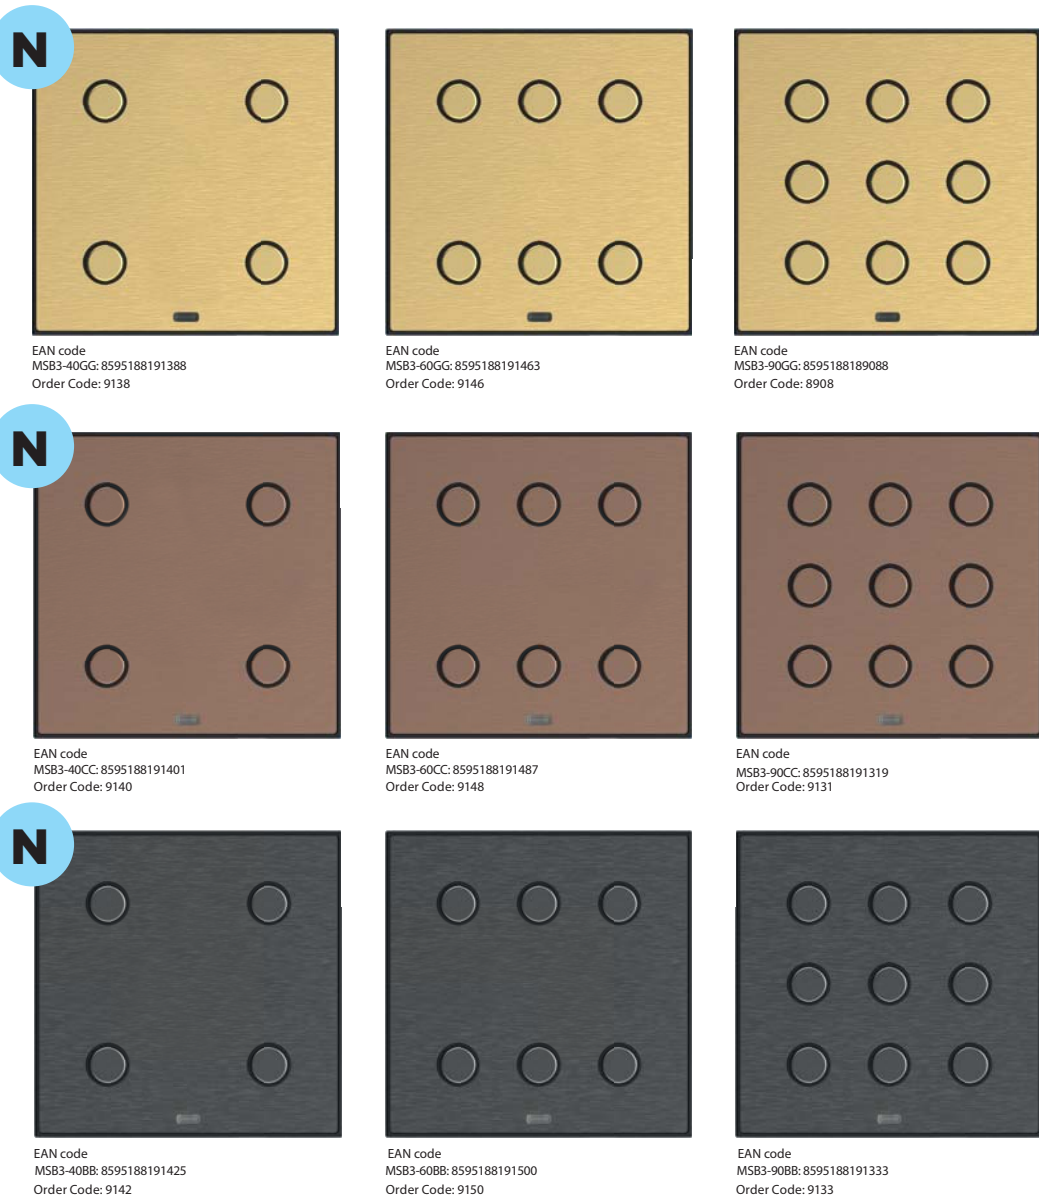 N
EAN code
MSB3-40GG: 8595188191388
Order Code: 9138
EAN code
MSB3-60GG: 8595188191463
Order Code: 9146
EAN code
MSB3-90GG: 8595188189088
Order Code: 8908
N
EAN code
MSB3-40CC: 8595188191401
Order Code: 9140
EAN code
MSB3-60CC: 8595188191487
Order Code: 9148
EAN code
MSB3-90CC: 8595188191319
Order Code: 9131
N
EAN code
MSB3-40BB: 8595188191425
Order Code: 9142
EAN code
MSB3-60BB: 8595188191500
Order Code: 9150
EAN code
MSB3-90BB: 8595188191333
Order Code: 9133